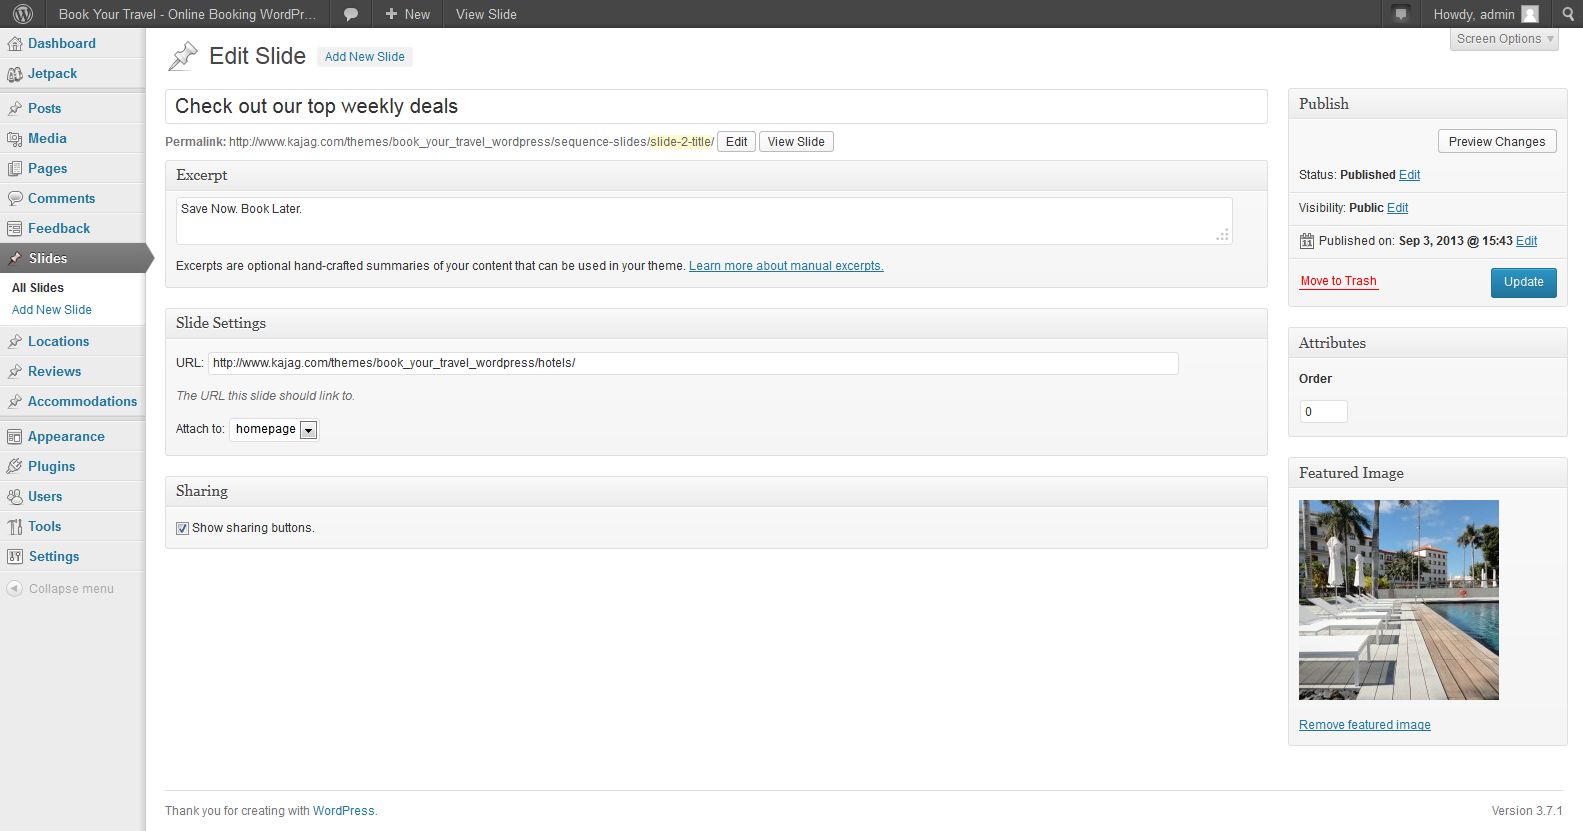 Book Your Travel - Online Booking WordPr...
New
View Slide
Howdy, admin
Screen Options
Dashboard
Jetpack
Posts
Media
Pages
Comments
Feedback
Slides
All Slides
Add New Slide
Locations
Reviews
Accommodations
Appearance
Plugins
Users
Tools
Settings
Collapse menu
Edit Slide
Add New Slide
Check out our top weekly deals
Permalink: http://www.kajag.com/themes/book_your_travel_wordpress/sequence-slides/slide-2-title/ Edit View Slide
Excerpt
Save Now. Book Later.
Excerpts are optional hand-crafted summaries of your content that can be used in your theme. Learn more about manual excerpts.
Slide Settings
URL: http://www.kajag.com/themes/book_your_travel_wordpress/hotels/
The URL this slide should link to.
Attach to: homepage
Sharing
Show sharing buttons.
Publish
Preview Changes
Status: Published Edit
Visibility: Public Edit
11 Published on: Sep 3, 2013 @ 15:43 Edit
Move to Trash
Update
Attributes
Order
0
Featured Image
Remove featured image
Thank you for creating with WordPress.
Version 3.7.1